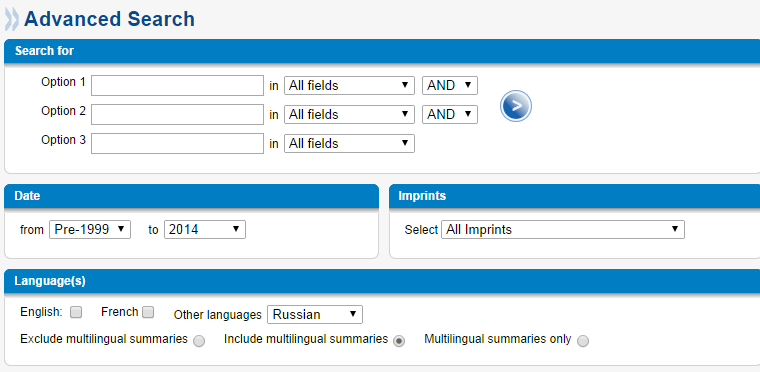 Advanced Search
Search for
Option 1 in All fields AND
Option 2 in All fields AND
Option 3 in All fields
Date
from Pre-1999 to 2014
Imprints
Select All Imprints
Language(s)
English: French Other languages Russian
Exclude multilingual summaries Include multilingual summaries Multilingual summaries only